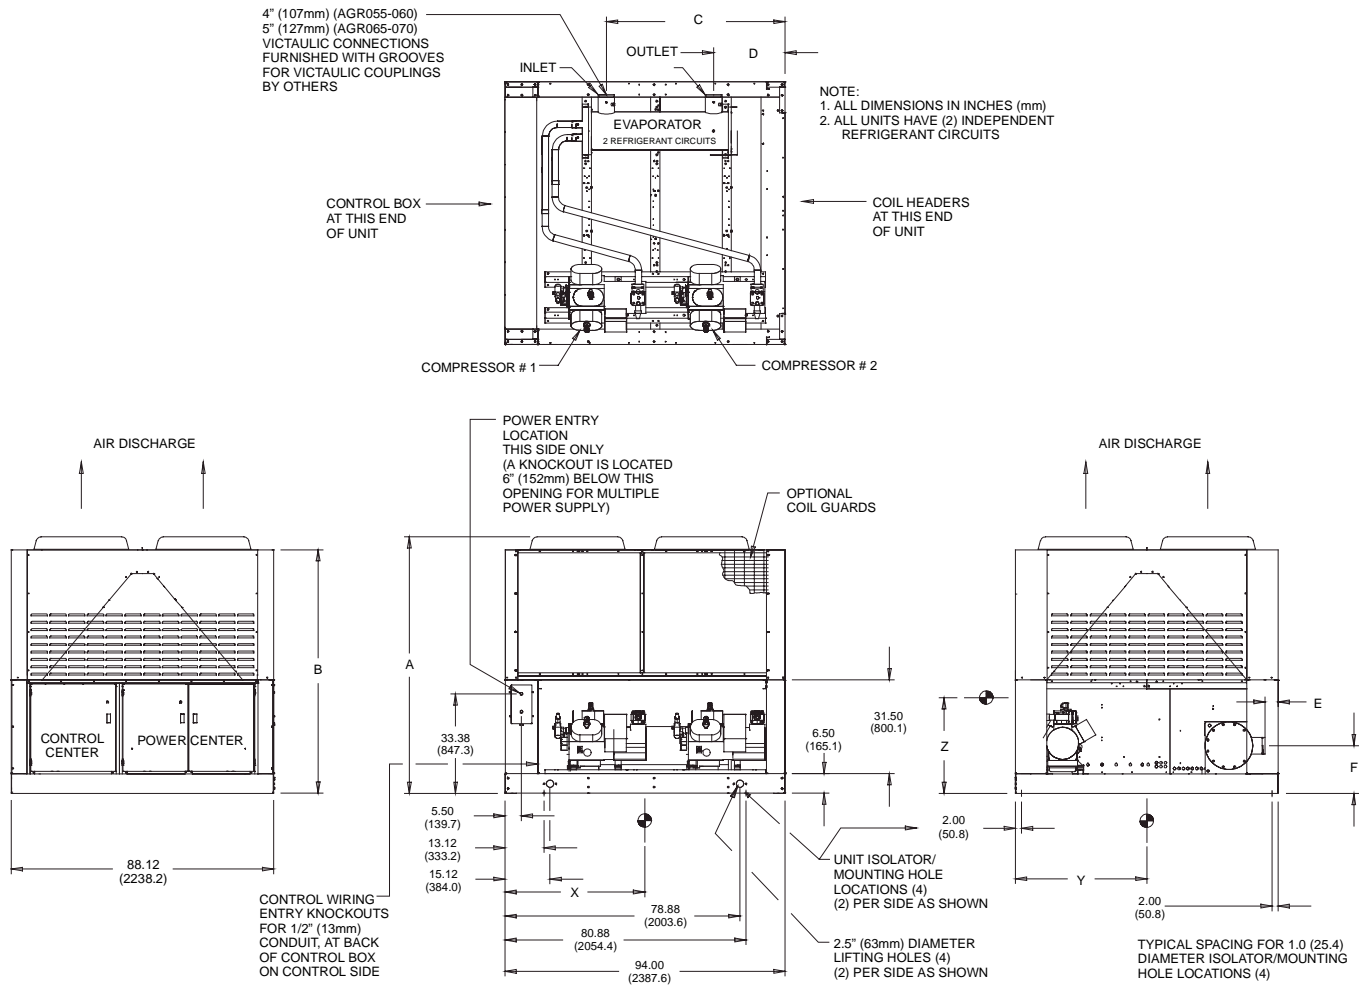 4” (107mm) (AGR055-060)
5” (127mm) (AGR065-070)
VICTAULIC CONNECTIONS
FURNISHED WITH GROOVES
FOR VICTAULIC COUPLINGS
BY OTHERS
C
OUTLET
D
INLET
NOTE:
1. ALL DIMENSIONS IN INCHES (mm)
2. ALL UNITS HAVE (2) INDEPENDENT
REFRIGERANT CIRCUITS
EVAPORATOR
2 REFRIGERANT CIRCUITS
CONTROL BOX
AT THIS END
OF UNIT
COIL HEADERS
AT THIS END
OF UNIT
COMPRESSOR # 1
COMPRESSOR # 2
AIR DISCHARGE
B
CONTROL
CENTER
POWER CENTER
88.12
(2238.2)
POWER ENTRY
LOCATION
THIS SIDE ONLY
(A KNOCKOUT IS LOCATED
6” (152mm) BELOW THIS
OPENING FOR MULTIPLE
POWER SUPPLY)
OPTIONAL
COIL GUARDS
A
33.38
(847.3)
31.50
(800.1)
6.50
(165.1)
5.50
(139.7)
13.12
(333.2)
15.12
(384.0)
X
78.88
(2003.6)
80.88
(2054.4)
94.00
(2387.6)
CONTROL WIRING
ENTRY KNOCKOUTS
FOR 1/2” (13mm)
CONDUIT, AT BACK
OF CONTROL BOX
ON CONTROL SIDE
UNIT ISOLATOR/
MOUNTING HOLE
LOCATIONS (4)
(2) PER SIDE AS SHOWN
2.5” (63mm) DIAMETER
LIFTING HOLES (4)
(2) PER SIDE AS SHOWN
AIR DISCHARGE
Z
E
F
2.00
(50.8)
Y
2.00
(50.8)
TYPICAL SPACING FOR 1.0 (25.4)
DIAMETER ISOLATOR/MOUNTING
HOLE LOCATIONS (4)